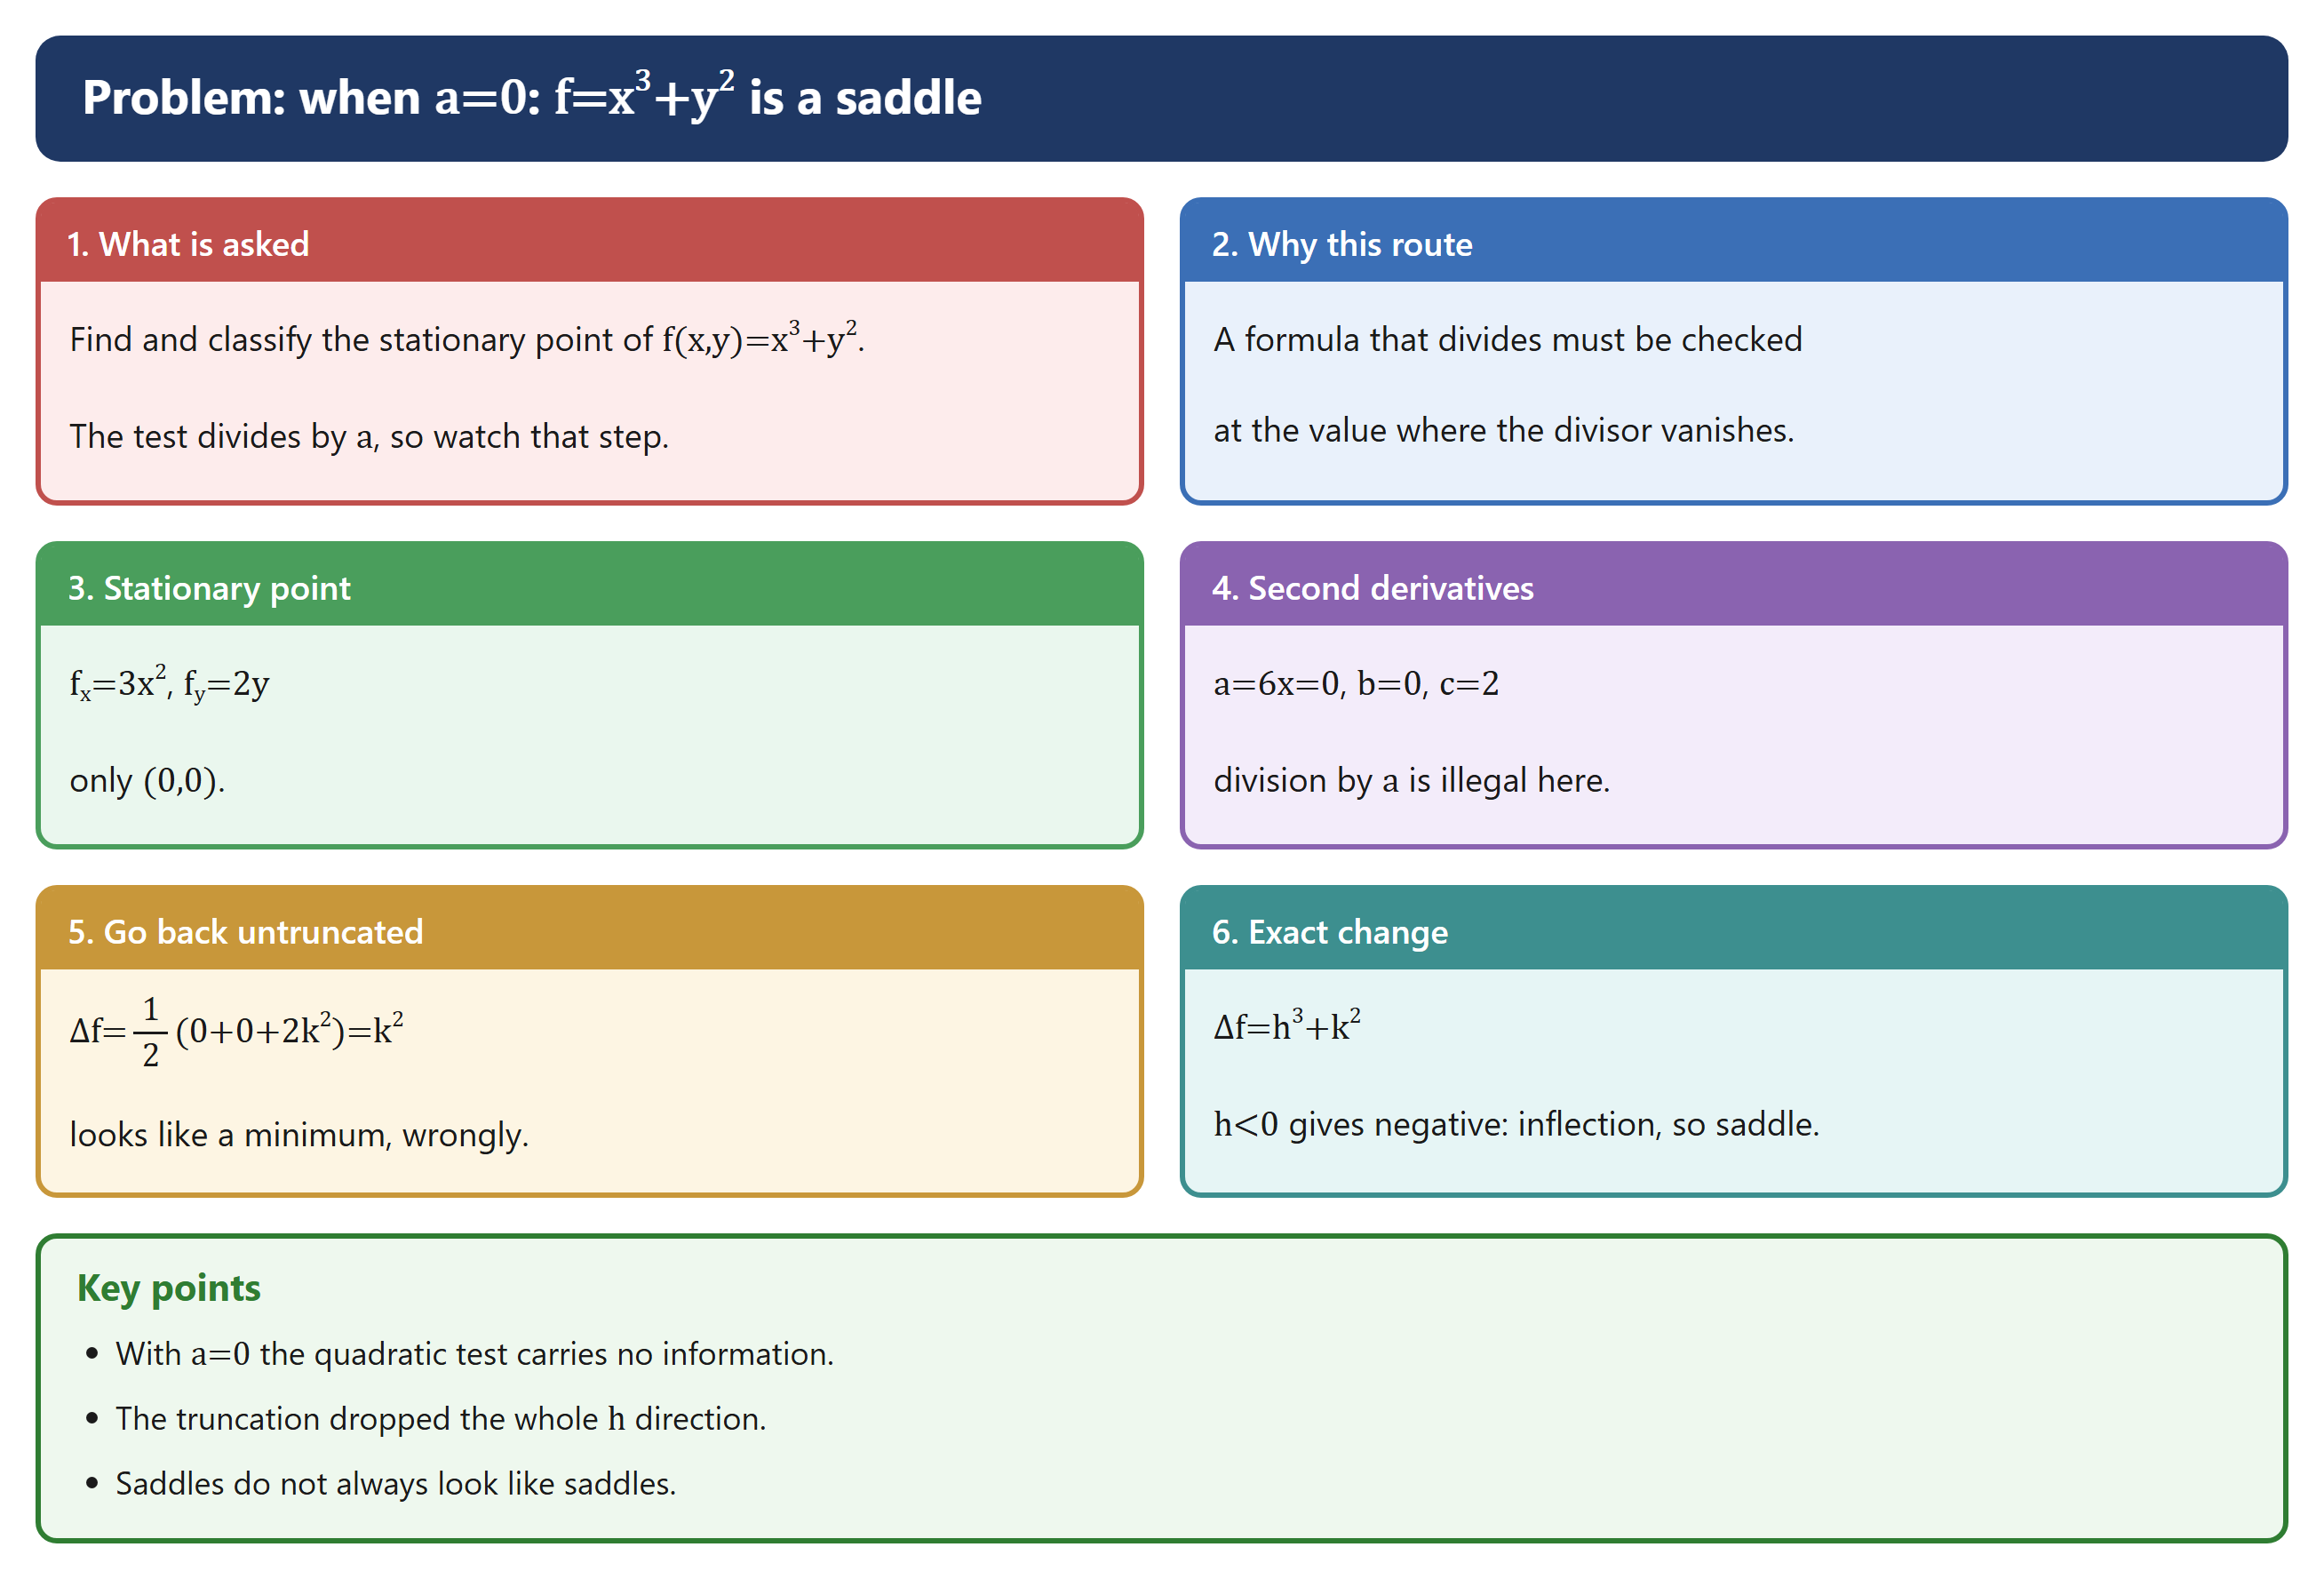 Problem: when a=0: f=x³+y² is a saddle
1. What is asked
Find and classify the stationary point of f(x,y)=x³+y².
The test divides by a, so watch that step.
2. Why this route
A formula that divides must be checked
at the value where the divisor vanishes.
3. Stationary point
fₓ=3x², f_y=2y
only (0,0).
4. Second derivatives
a=6x=0, b=0, c=2
division by a is illegal here.
5. Go back untruncated
Δf=1/2(0+0+2k²)=k²
looks like a minimum, wrongly.
6. Exact change
Δf=h³+k²
h<0 gives negative: inflection, so saddle.
Key points
• With a=0 the quadratic test carries no information.
• The truncation dropped the whole h direction.
• Saddles do not always look like saddles.